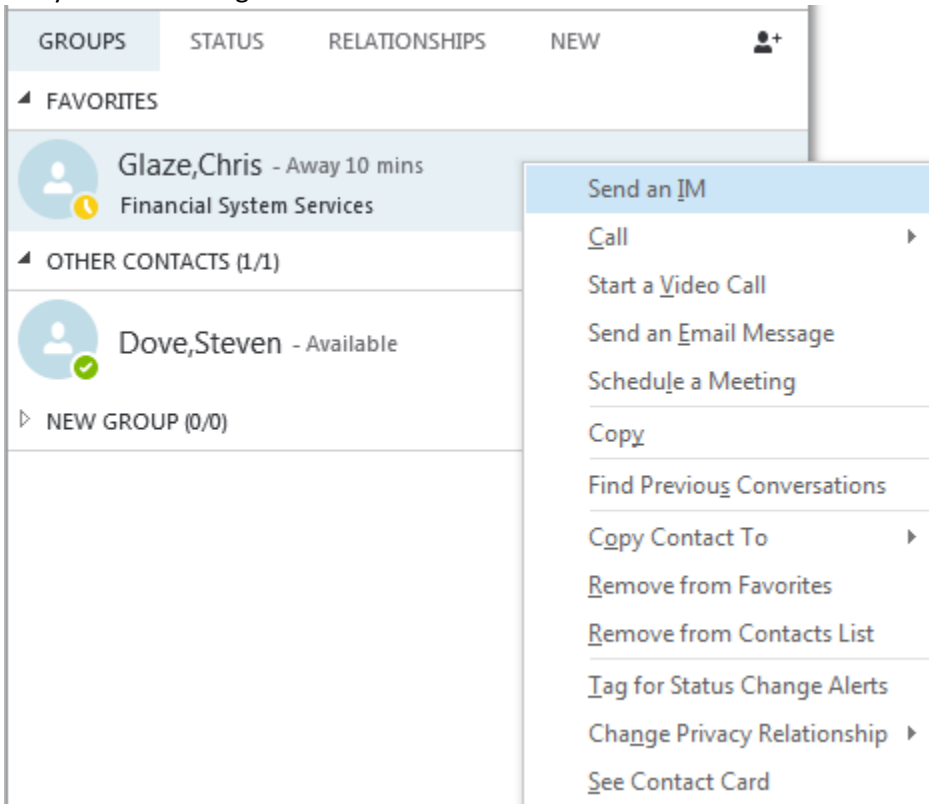 GROUPS STATUS RELATIONSHIPS NEW
FAVORITES
Glaze,Chris - Away 10 mins
Financial System Services
OTHER CONTACTS (1/1)
Dove,Steven - Available
NEW GROUP (0/0)
Send an IM
Call
Start a Video Call
Send an Email Message
Schedule a Meeting
Copy
Find Previous Conversations
Copy Contact To
Remove from Favorites
Remove from Contacts List
Tag for Status Change Alerts
Change Privacy Relationship
See Contact Card